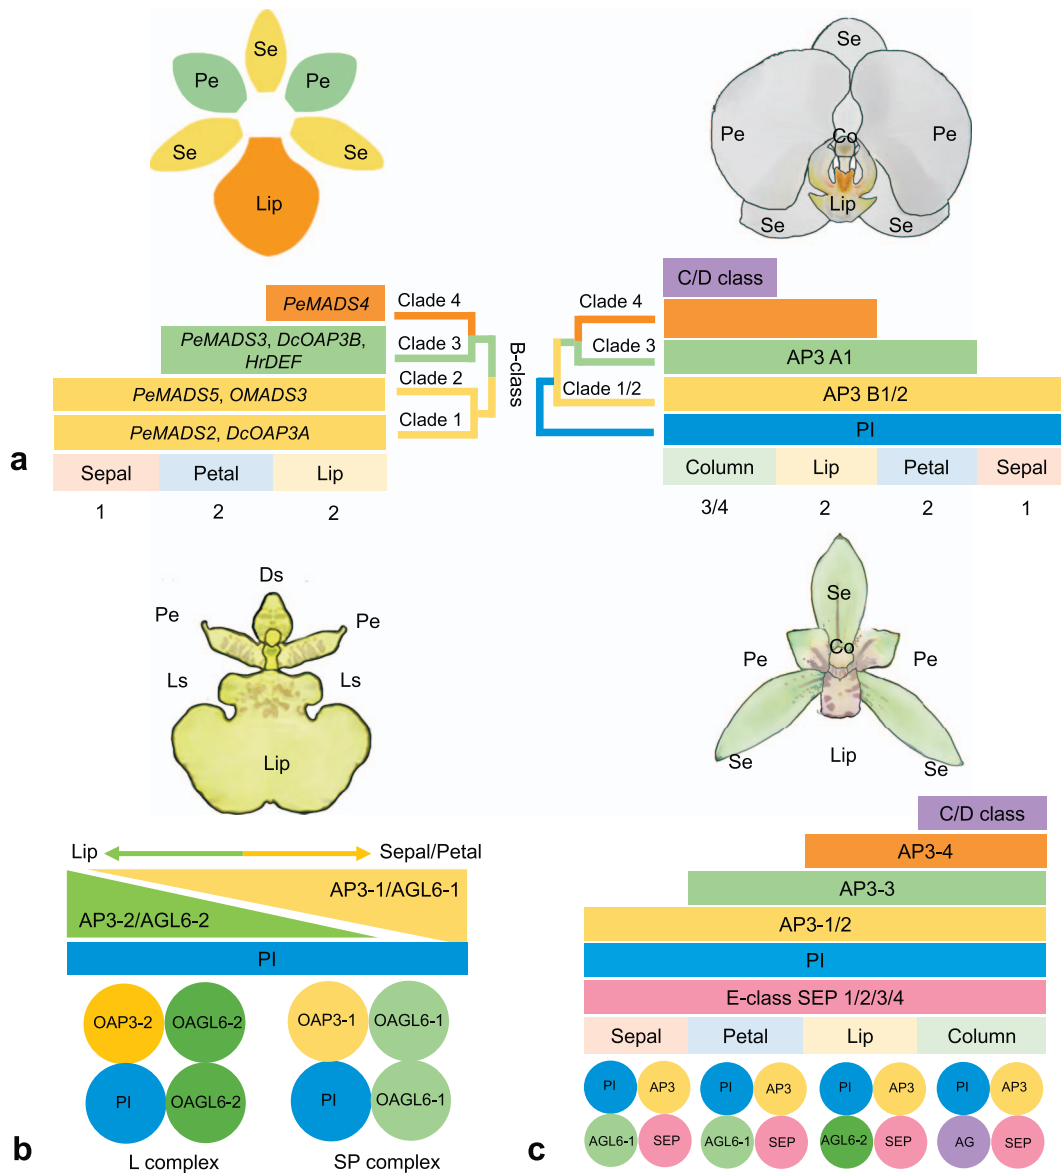 Se
Pe Pe
Se Se
Lip
Se
Pe Co Pe
Lip
Se Se
PeMADS4
PeMADS3, DcOAP3B,
HrDEF
PeMADS5, OMADS3
PeMADS2, DcOAP3A
Sepal Petal Lip
1 2 2
Clade 4
Clade 3
Clade 2
Clade 1
B-class
Clade 4
Clade 3
Clade 1/2
C/D class
AP3 A1
AP3 B1/2
PI
Column Lip Petal Sepal
3/4 2 2 1
a
Ds
Pe Pe
Ls Ls
Lip
Lip Sepal/Petal
AP3-1/AGL6-1
AP3-2/AGL6-2
PI
OAP3-2 OAGL6-2 OAP3-1 OAGL6-1
PI OAGL6-2 PI OAGL6-1
L complex SP complex
b
Se
Co
Pe Pe
Se Lip Se
C/D class
AP3-4
AP3-3
AP3-1/2
PI
E-class SEP 1/2/3/4
Sepal Petal Lip Column
PI AP3 PI AP3 PI AP3 PI AP3
AGL6-1 SEP AGL6-1 SEP AGL6-2 SEP AG SEP
c